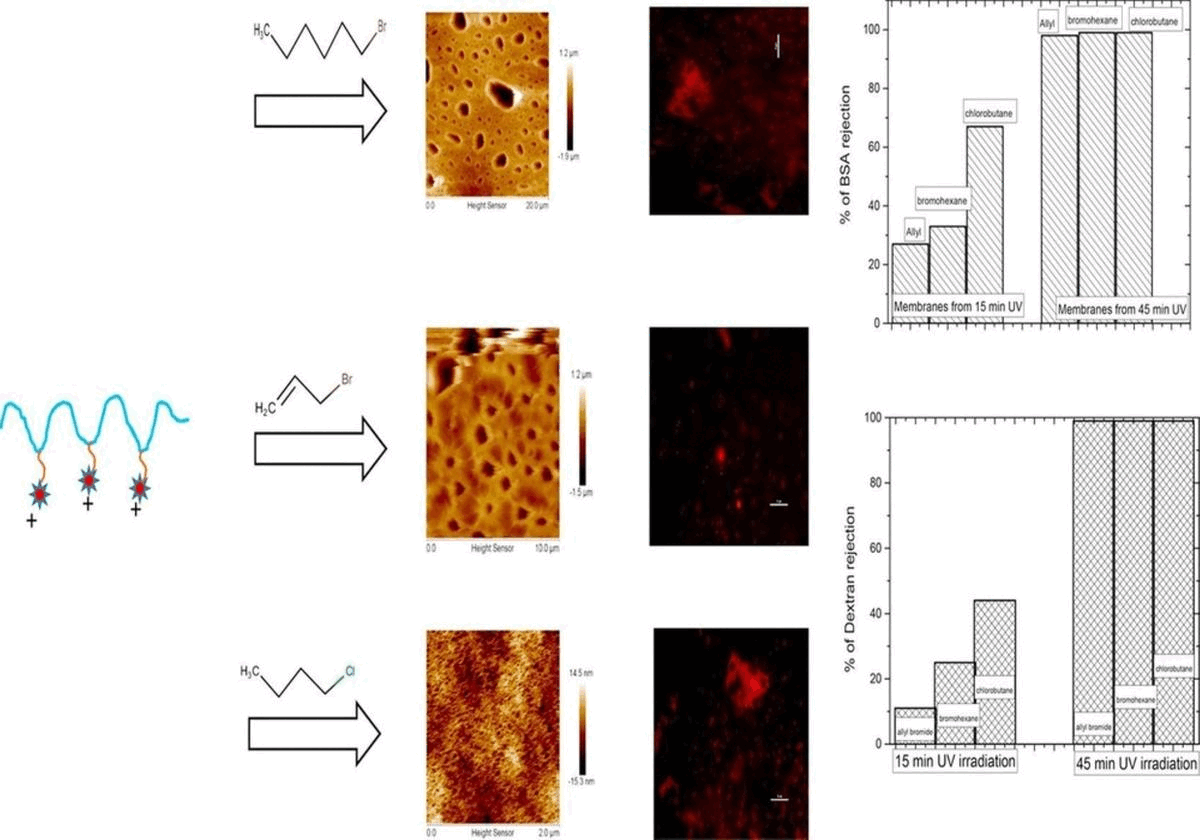 H₃C
Br
1.2 µm
-1.9 µm
0.0 Height Sensor 20.0 µm
H₂C
Br
1.2 µm
-1.5 µm
0.0 Height Sensor 10.0 µm
+ + +
H₃C
Cl
14.5 nm
-15.3 nm
0.0 Height Sensor 2.0 µm
% of BSA rejection
100
80
60
40
20
0
Allyl
bromohexane
chlorobutane
Allyl
bromohexane
chlorobutane
Membranes from 15 min UV
Membranes from 45 min UV
% of Dextran rejection
100
80
60
40
20
0
allyl bromide
bromohexane
chlorobutane
allyl bromide
bromohexane
chlorobutane
15 min UV irradiation
45 min UV irradiation